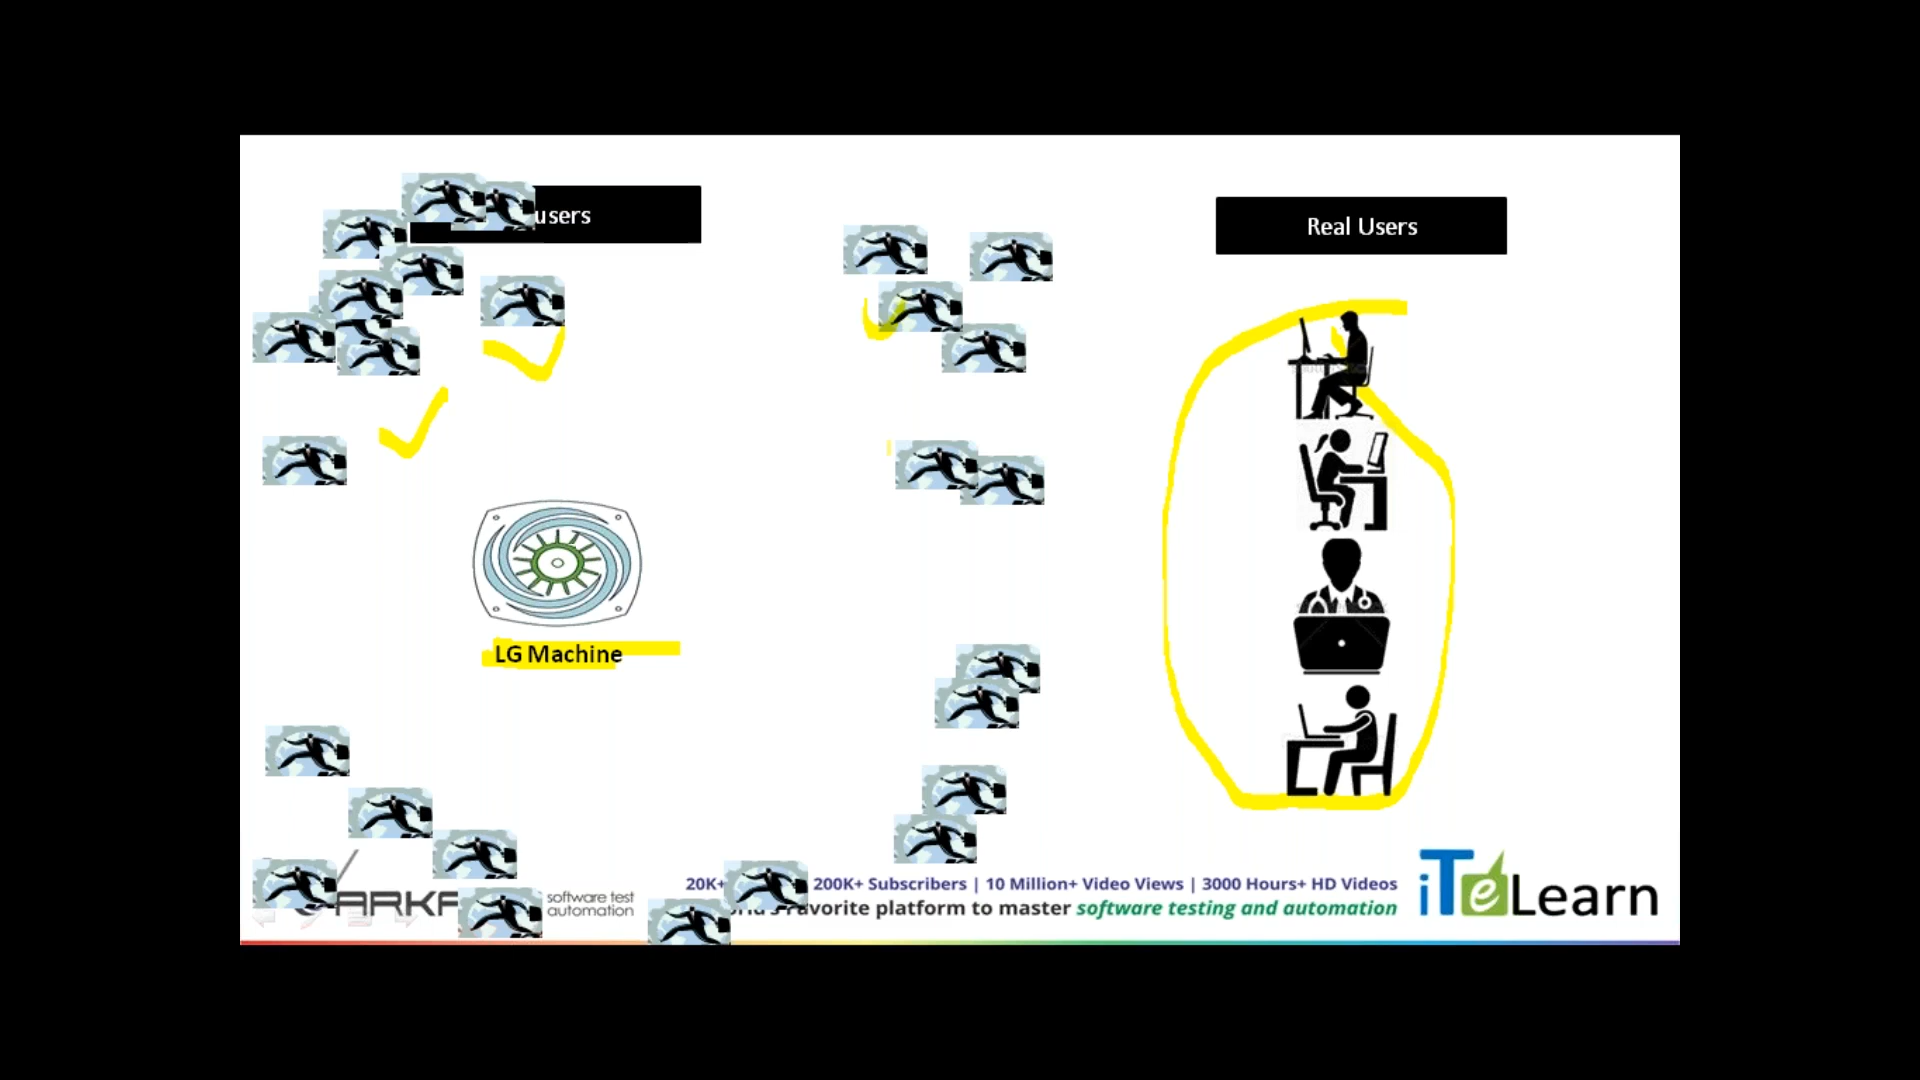 users
Real Users
LG Machine
software test
automation
20K+ 200K+ Subscribers | 10 Million+ Video Views | 3000 Hours+ HD Videos
avorite platform to master software testing and automation
iTeLearn